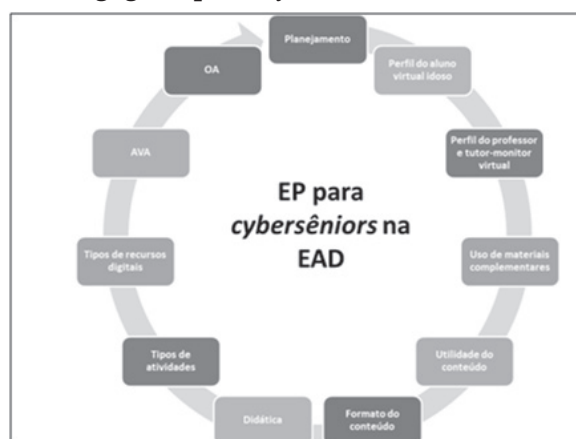 Planejamento
Perfil do aluno
virtual idoso
Perfil do professor
e tutor-monitor
virtual
Uso de materiais
complementares
Utilidade do
conteúdo
Formato do
conteúdo
Didática
Tipos de
atividades
Tipos de recursos
digitais
AVA
OA
EP para
cybersêniors na
EAD